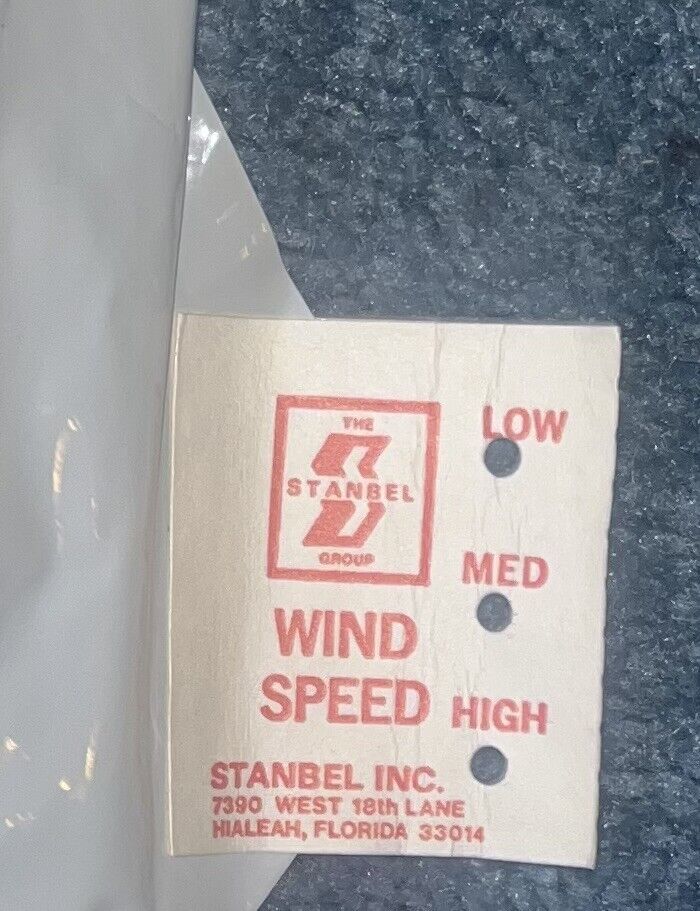 THE
STANBEL
GROUP
LOW
MED
HIGH
WIND
SPEED
STANBEL INC.
7390 WEST 18th LANE
HIALEAH, FLORIDA 33014